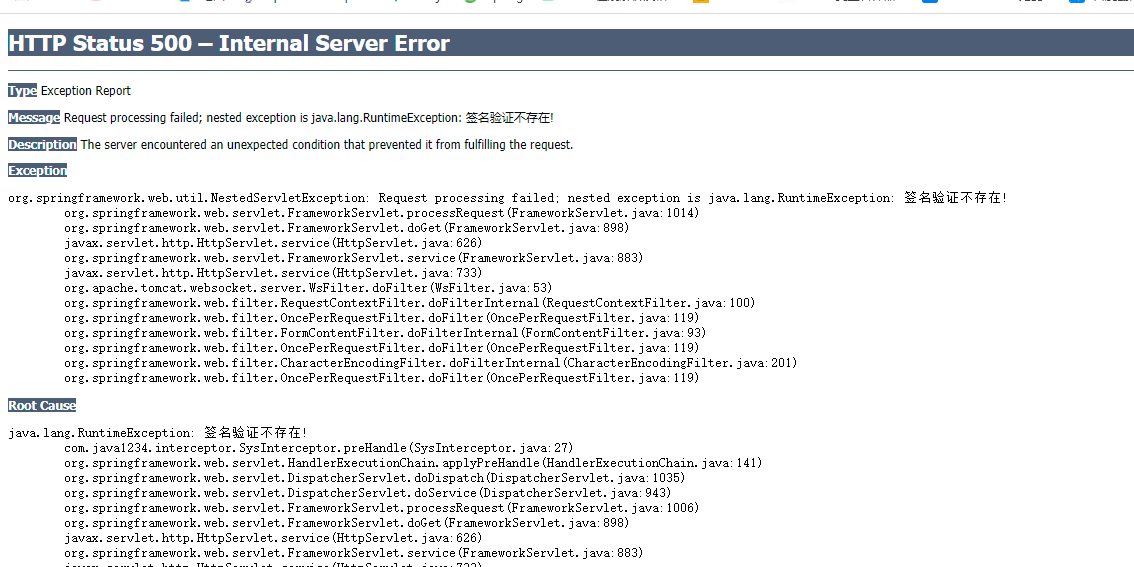 HTTP Status 500 – Internal Server Error
Type Exception Report
Message Request processing failed; nested exception is java.lang.RuntimeException: 签名验证不存在!
Description The server encountered an unexpected condition that prevented it from fulfilling the request.
Exception
org.springframework.web.util.NestedServletException: Request processing failed; nested exception is java.lang.RuntimeException: 签名验证不存在!
org.springframework.web.servlet.FrameworkServlet.processRequest(FrameworkServlet.java:1014)
org.springframework.web.servlet.FrameworkServlet.doGet(FrameworkServlet.java:898)
javax.servlet.http.HttpServlet.service(HttpServlet.java:626)
org.springframework.web.servlet.FrameworkServlet.service(FrameworkServlet.java:883)
javax.servlet.http.HttpServlet.service(HttpServlet.java:733)
org.apache.tomcat.websocket.server.WsFilter.doFilter(WsFilter.java:53)
org.springframework.web.filter.RequestContextFilter.doFilterInternal(RequestContextFilter.java:100)
org.springframework.web.filter.OncePerRequestFilter.doFilter(OncePerRequestFilter.java:119)
org.springframework.web.filter.FormContentFilter.doFilterInternal(FormContentFilter.java:93)
org.springframework.web.filter.OncePerRequestFilter.doFilter(OncePerRequestFilter.java:119)
org.springframework.web.filter.CharacterEncodingFilter.doFilterInternal(CharacterEncodingFilter.java:201)
org.springframework.web.filter.OncePerRequestFilter.doFilter(OncePerRequestFilter.java:119)
Root Cause
java.lang.RuntimeException: 签名验证不存在!
com.java1234.interceptor.SysInterceptor.preHandle(SysInterceptor.java:27)
org.springframework.web.servlet.HandlerExecutionChain.applyPreHandle(HandlerExecutionChain.java:141)
org.springframework.web.servlet.DispatcherServlet.doDispatch(DispatcherServlet.java:1035)
org.springframework.web.servlet.DispatcherServlet.doService(DispatcherServlet.java:943)
org.springframework.web.servlet.FrameworkServlet.processRequest(FrameworkServlet.java:1006)
org.springframework.web.servlet.FrameworkServlet.doGet(FrameworkServlet.java:898)
javax.servlet.http.HttpServlet.service(HttpServlet.java:626)
org.springframework.web.servlet.FrameworkServlet.service(FrameworkServlet.java:883)